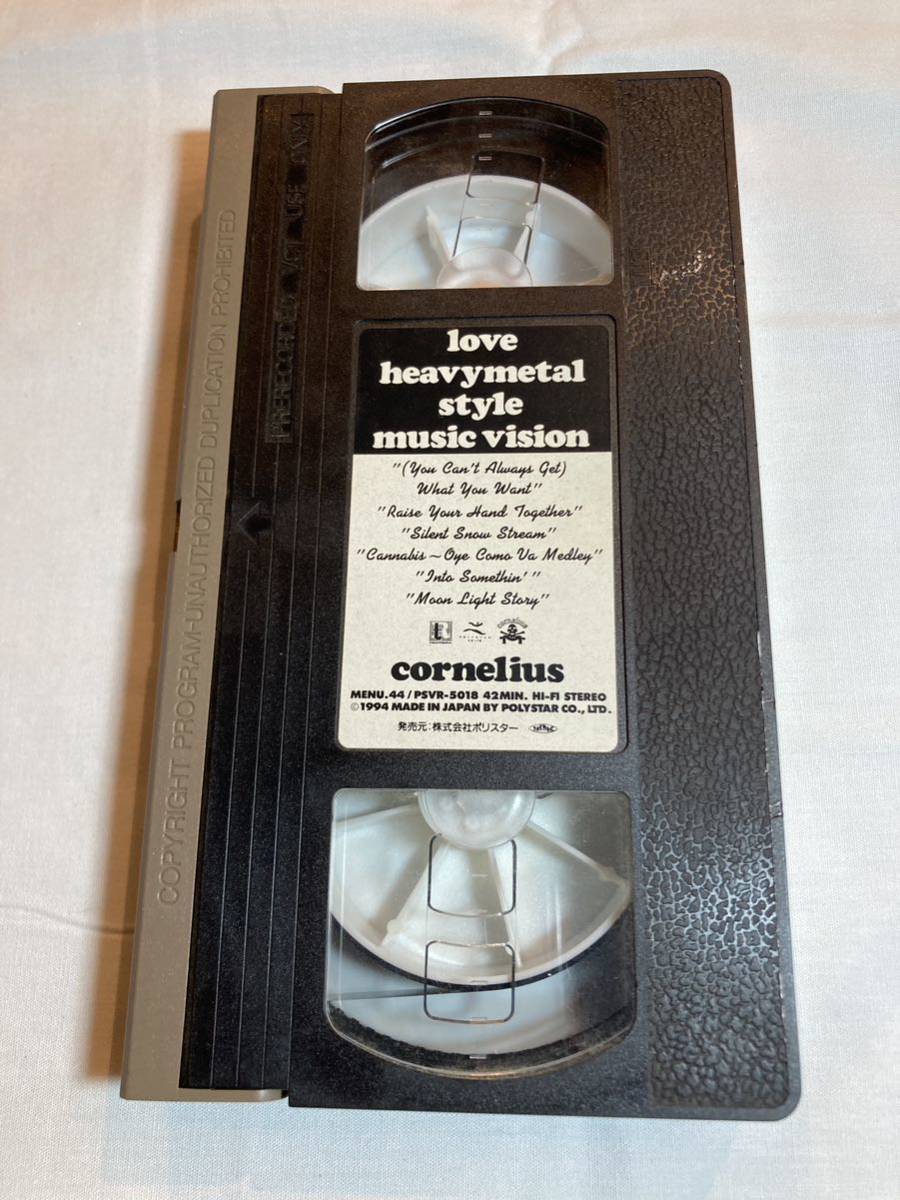 COPYRIGHT PROGRAM-UNAUTHORIZED DUPLICATION PROHIBITED
PRERECORDED
USE
love
heavymetal
style
music vision
"(You Can't Always Get)
What You Want"
"Raise Your Hand Together"
"Silent Snow Stream"
"Cannabis ~ Oye Como Va Medley"
"Into Somethin' "
"Moon Light Story"
cornelius
MENU.44 / PSVR-5018 42MIN. HI-FI STEREO
©1994 MADE IN JAPAN BY POLYSTAR CO., LTD.
発売元:株式会社ポリスター